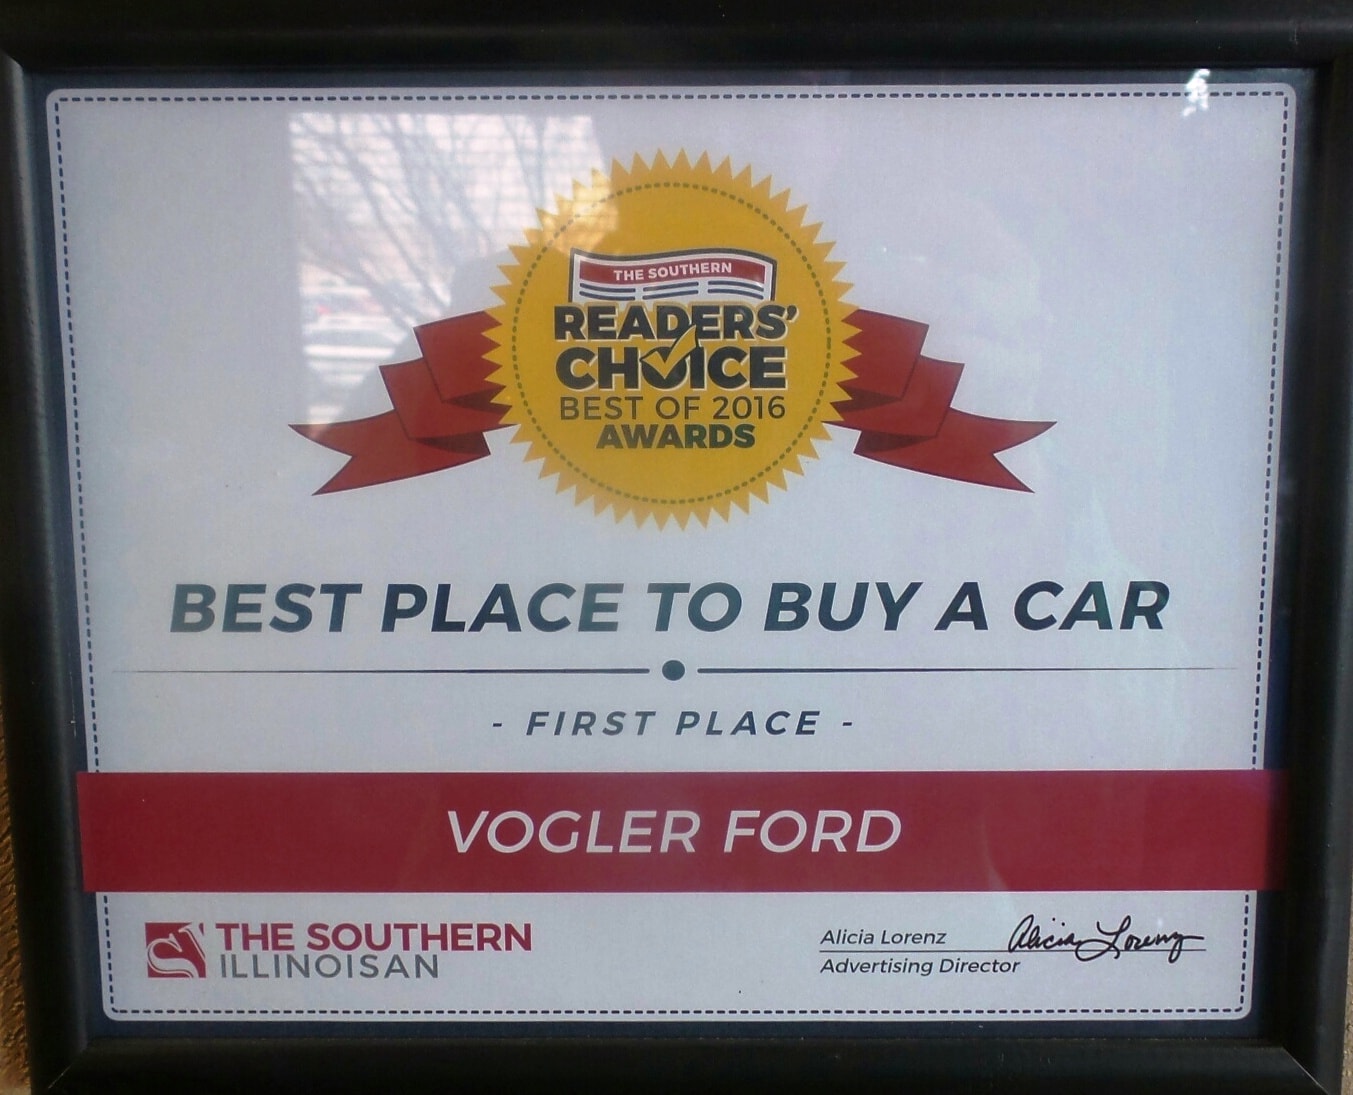 THE SOUTHERN
READERS'
CHOICE
BEST OF 2016
AWARDS
BEST PLACE TO BUY A CAR
- FIRST PLACE -
VOGLER FORD
THE SOUTHERN
ILLINOISAN
Alicia Lorenz
Alicia Lorenz
Advertising Director